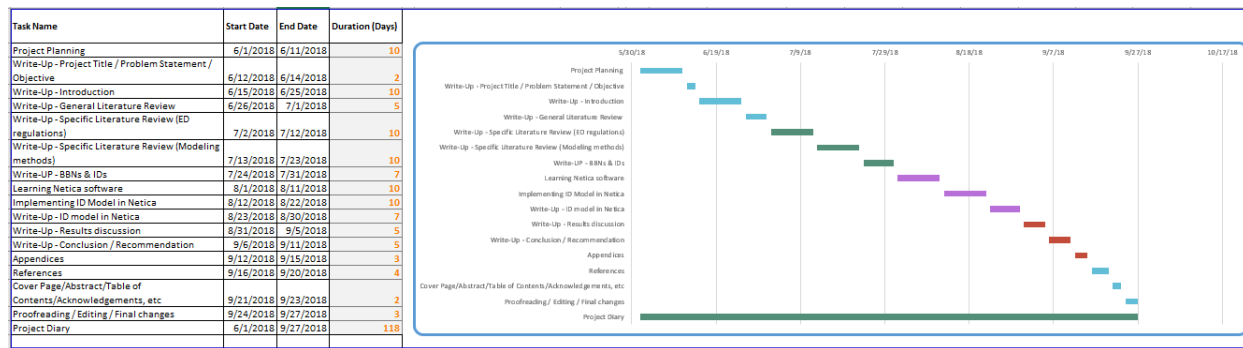 Task Name Start Date End Date Duration (Days)
Project Planning 6/1/2018 6/11/2018 10
Write-Up - Project Title / Problem Statement /
Objective 6/12/2018 6/14/2018 2
Write-Up - Introduction 6/15/2018 6/25/2018 10
Write-Up - General Literature Review 6/26/2018 7/1/2018 5
Write-Up - Specific Literature Review (ED
regulations) 7/2/2018 7/12/2018 10
Write-Up - Specific Literature Review (Modeling
methods) 7/13/2018 7/23/2018 10
Write-UP - BBNs & IDs 7/24/2018 7/31/2018 7
Learning Netica software 8/1/2018 8/11/2018 10
Implementing ID Model in Netica 8/12/2018 8/22/2018 10
Write-Up - ID model in Netica 8/23/2018 8/30/2018 7
Write-Up - Results discussion 8/31/2018 9/5/2018 5
Write-Up - Conclusion / Recommendation 9/6/2018 9/11/2018 5
Appendices 9/12/2018 9/15/2018 3
References 9/16/2018 9/20/2018 4
Cover Page/Abstract/Table of
Contents/Acknowledgements, etc 9/21/2018 9/23/2018 2
Proofreading / Editing / Final changes 9/24/2018 9/27/2018 3
Project Diary 6/1/2018 9/27/2018 118
5/30/18 6/19/18 7/9/18 7/29/18 8/18/18 9/7/18 9/27/18 10/17/18
Project Planning
Write-Up - Project Title / Problem Statement / Objective
Write-Up - Introduction
Write-Up - General Literature Review
Write-Up - Specific Literature Review (ED regulations)
Write-Up - Specific Literature Review (Modeling methods)
Write-UP - BBNs & IDs
Learning Netica software
Implementing ID Model in Netica
Write-Up - ID model in Netica
Write-Up - Results discussion
Write-Up - Conclusion / Recommendation
Appendices
References
Cover Page/Abstract/Table of Contents/Acknowledgements, etc
Proofreading / Editing / Final changes
Project Diary